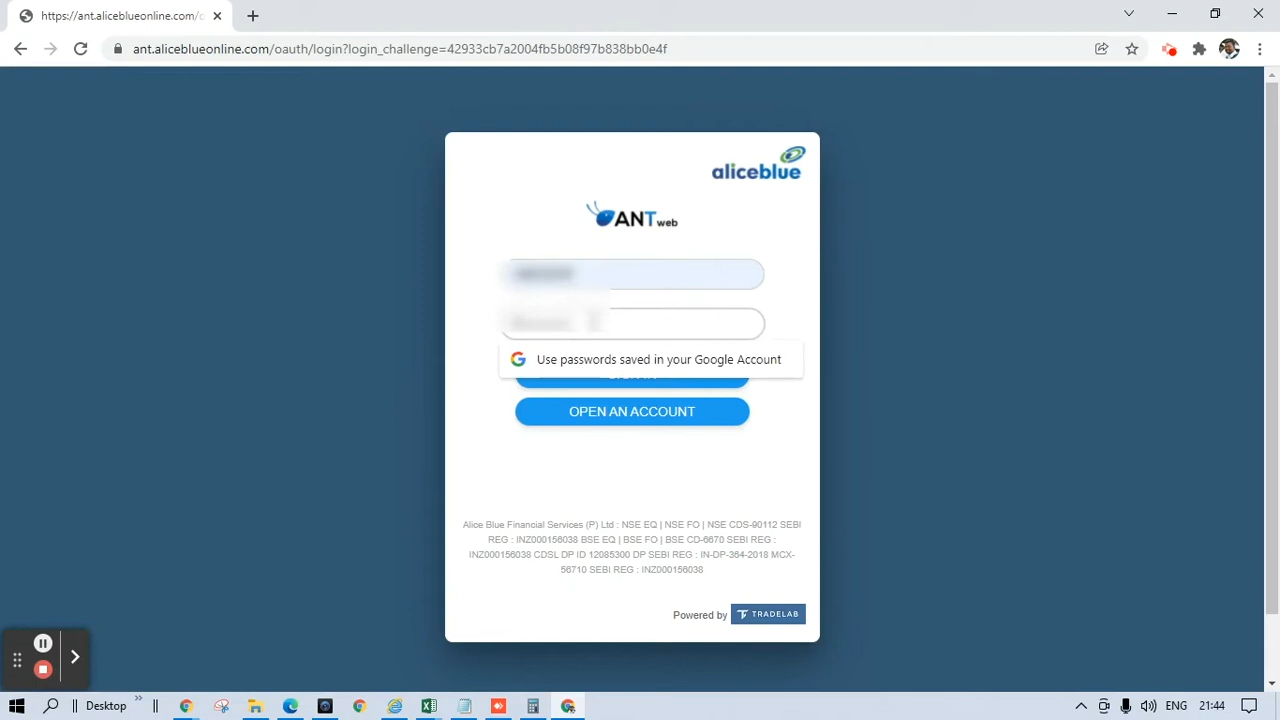 https://ant.aliceblueonline.com/o
ant.aliceblueonline.com/oauth/login?login_challenge=42933cb7a2004fb5b08f97b838bb0e4f
aliceblue
ANT web
Use passwords saved in your Google Account
OPEN AN ACCOUNT
Alice Blue Financial Services (P) Ltd : NSE EQ | NSE FO | NSE CDS-90112 SEBI
REG : INZ000156038 BSE EQ | BSE FO | BSE CD-6670 SEBI REG :
INZ000156038 CDSL DP ID 12085300 DP SEBI REG : IN-DP-364-2018 MCX-
56710 SEBI REG : INZ000156038
Powered by TRADELAB
Desktop
ENG
21:44